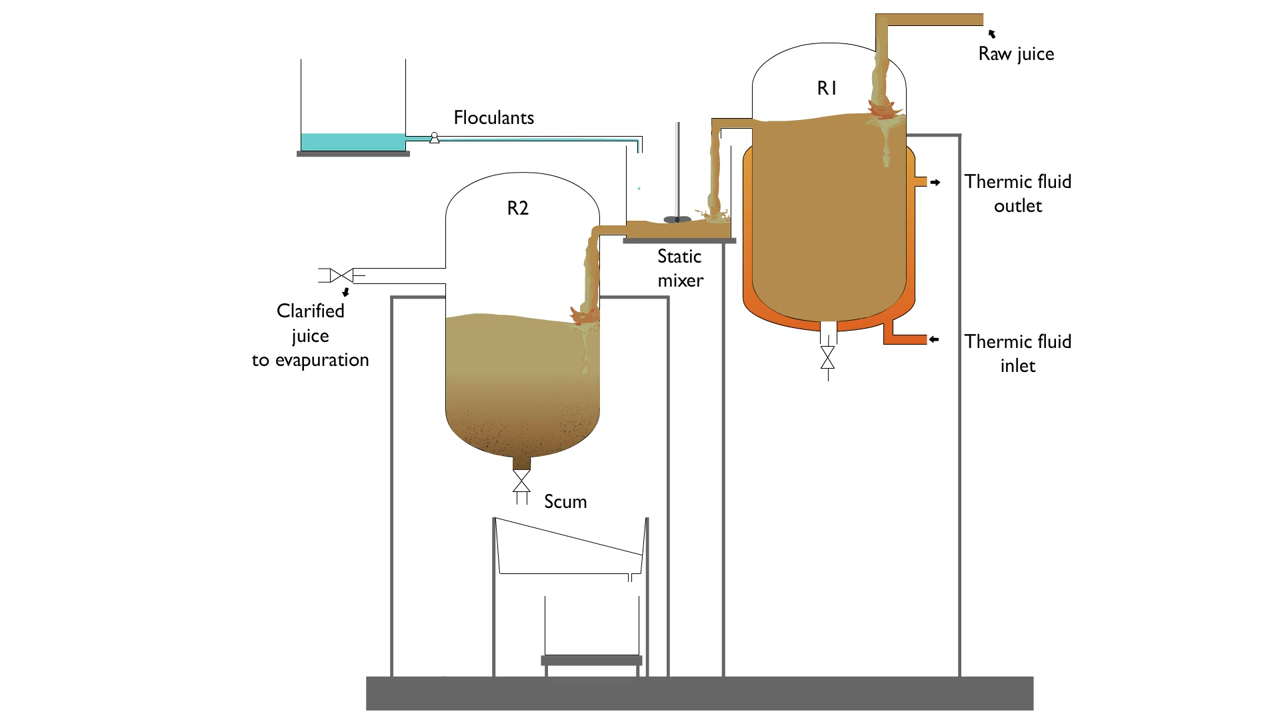 Raw juice
R1
Floculants
Thermic fluid
outlet
R2
Static
mixer
Clarified
juice
to evapuration
Thermic fluid
inlet
Scum